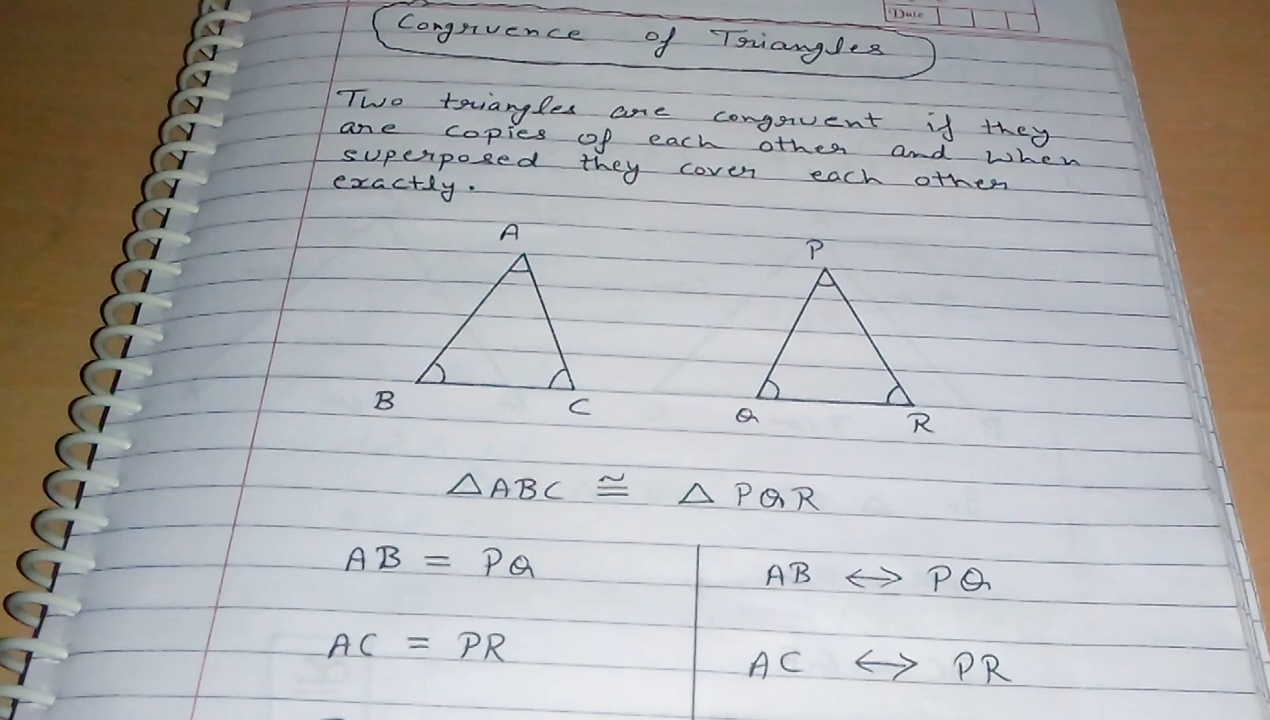 Date
Congruence of Triangles
Two triangles are congruent if they
are copies of each other and when
superposed they cover each other
exactly.
A P
B C Q R
△ABC ≅ △ PQR
AB = PQ AB ↔ PQ
AC = PR AC ↔ PR